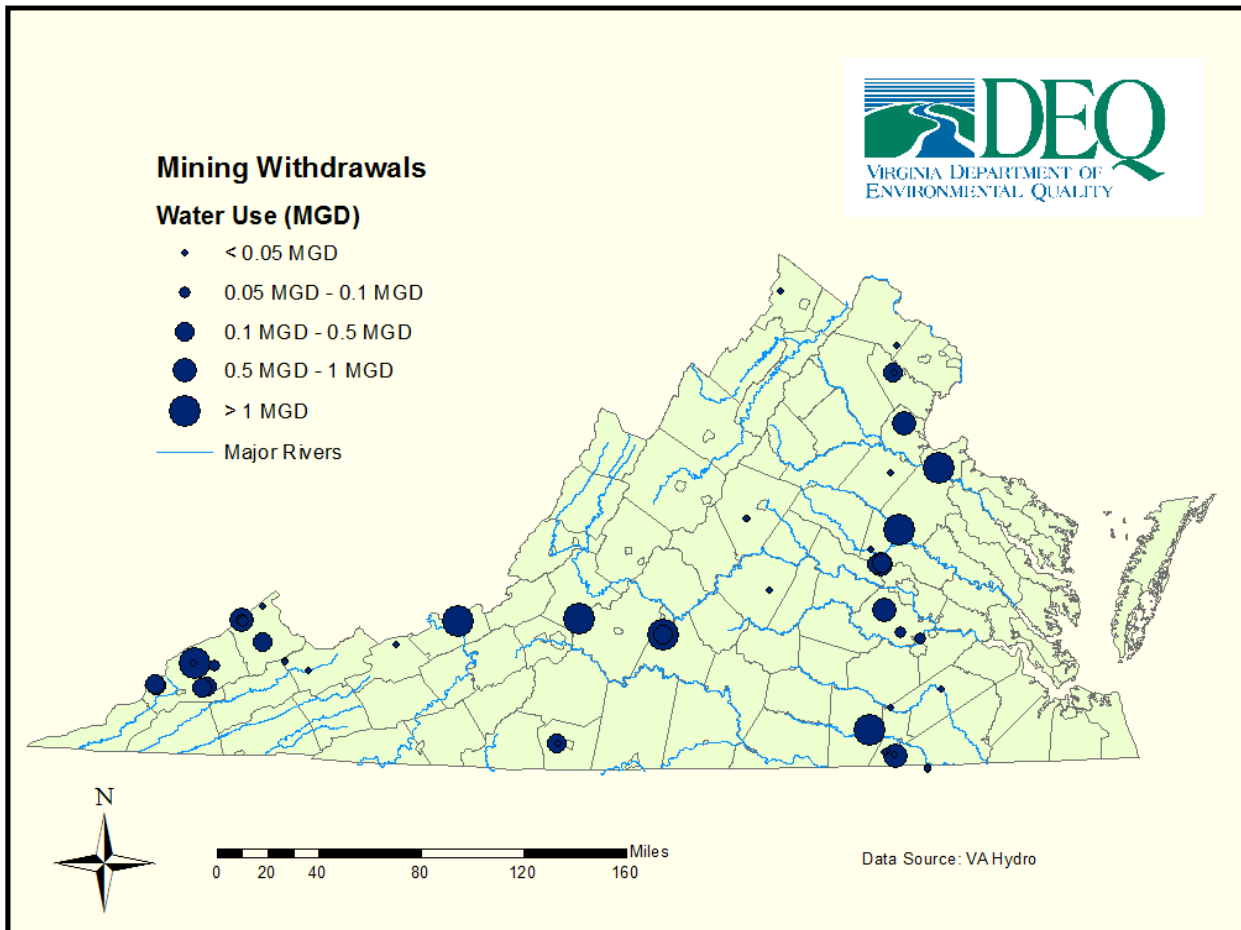 DEQ
VIRGINIA DEPARTMENT OF
ENVIRONMENTAL QUALITY
Mining Withdrawals
Water Use (MGD)
< 0.05 MGD
0.05 MGD - 0.1 MGD
0.1 MGD - 0.5 MGD
0.5 MGD - 1 MGD
> 1 MGD
Major Rivers
N
Miles
0 20 40 80 120 160
Data Source: VA Hydro